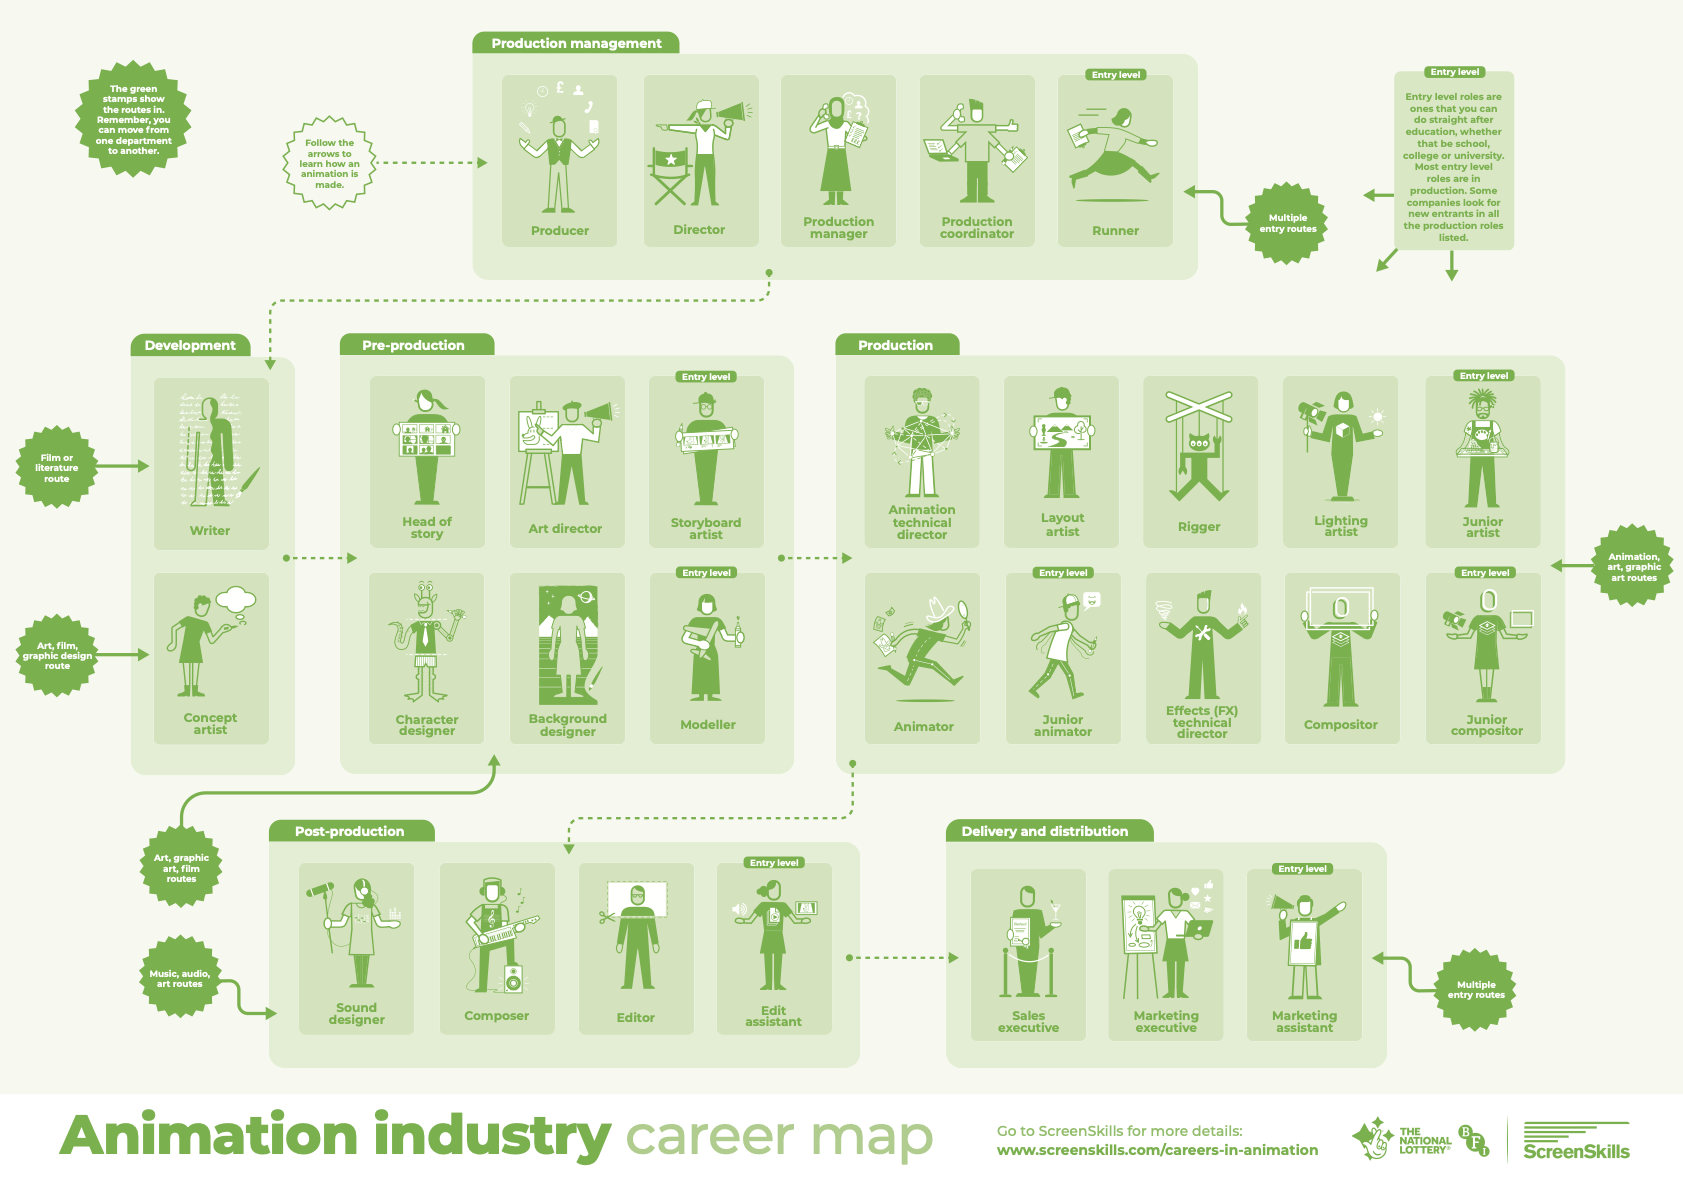 The green
stamps show
the routes in.
Remember, you
can move from
one department
to another.
Follow the
arrows to
learn how an
animation is
made.
Production management
Producer
Director
Production
manager
Production
coordinator
Entry level
Runner
Multiple
entry routes
Entry level
Entry level roles are
ones that you can
do straight after
education, whether
that be school,
college or university.
Most entry level
roles are in
production. Some
companies look for
new entrants in all
the production roles
listed.
Development
Film or
literature
route
Writer
Art, film,
graphic design
route
Concept
artist
Pre-production
Head of
story
Art director
Entry level
Storyboard
artist
Character
designer
Background
designer
Entry level
Modeller
Art, graphic
art, film
routes
Production
Animation
technical
director
Layout
artist
Rigger
Lighting
artist
Entry level
Junior
artist
Animator
Entry level
Junior
animator
Effects (FX)
technical
director
Compositor
Entry level
Junior
compositor
Animation,
art, graphic
art routes
Post-production
Music, audio,
art routes
Sound
designer
Composer
Editor
Entry level
Edit
assistant
Delivery and distribution
Sales
executive
Marketing
executive
Entry level
Marketing
assistant
Multiple
entry routes
Animation industry career map
Go to ScreenSkills for more details:
www.screenskills.com/careers-in-animation
THE
NATIONAL
LOTTERY®
BFI
ScreenSkills